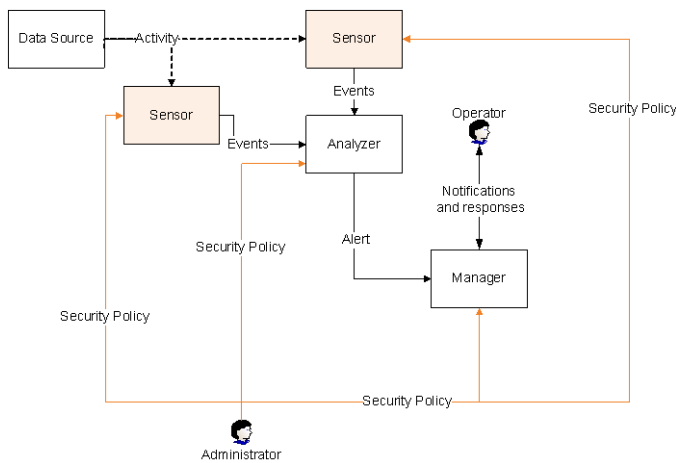 Data Source
Activity
Sensor
Events
Security Policy
Sensor
Events
Analyzer
Operator
Notifications
and responses
Security Policy
Alert
Manager
Security Policy
Security Policy
Administrator